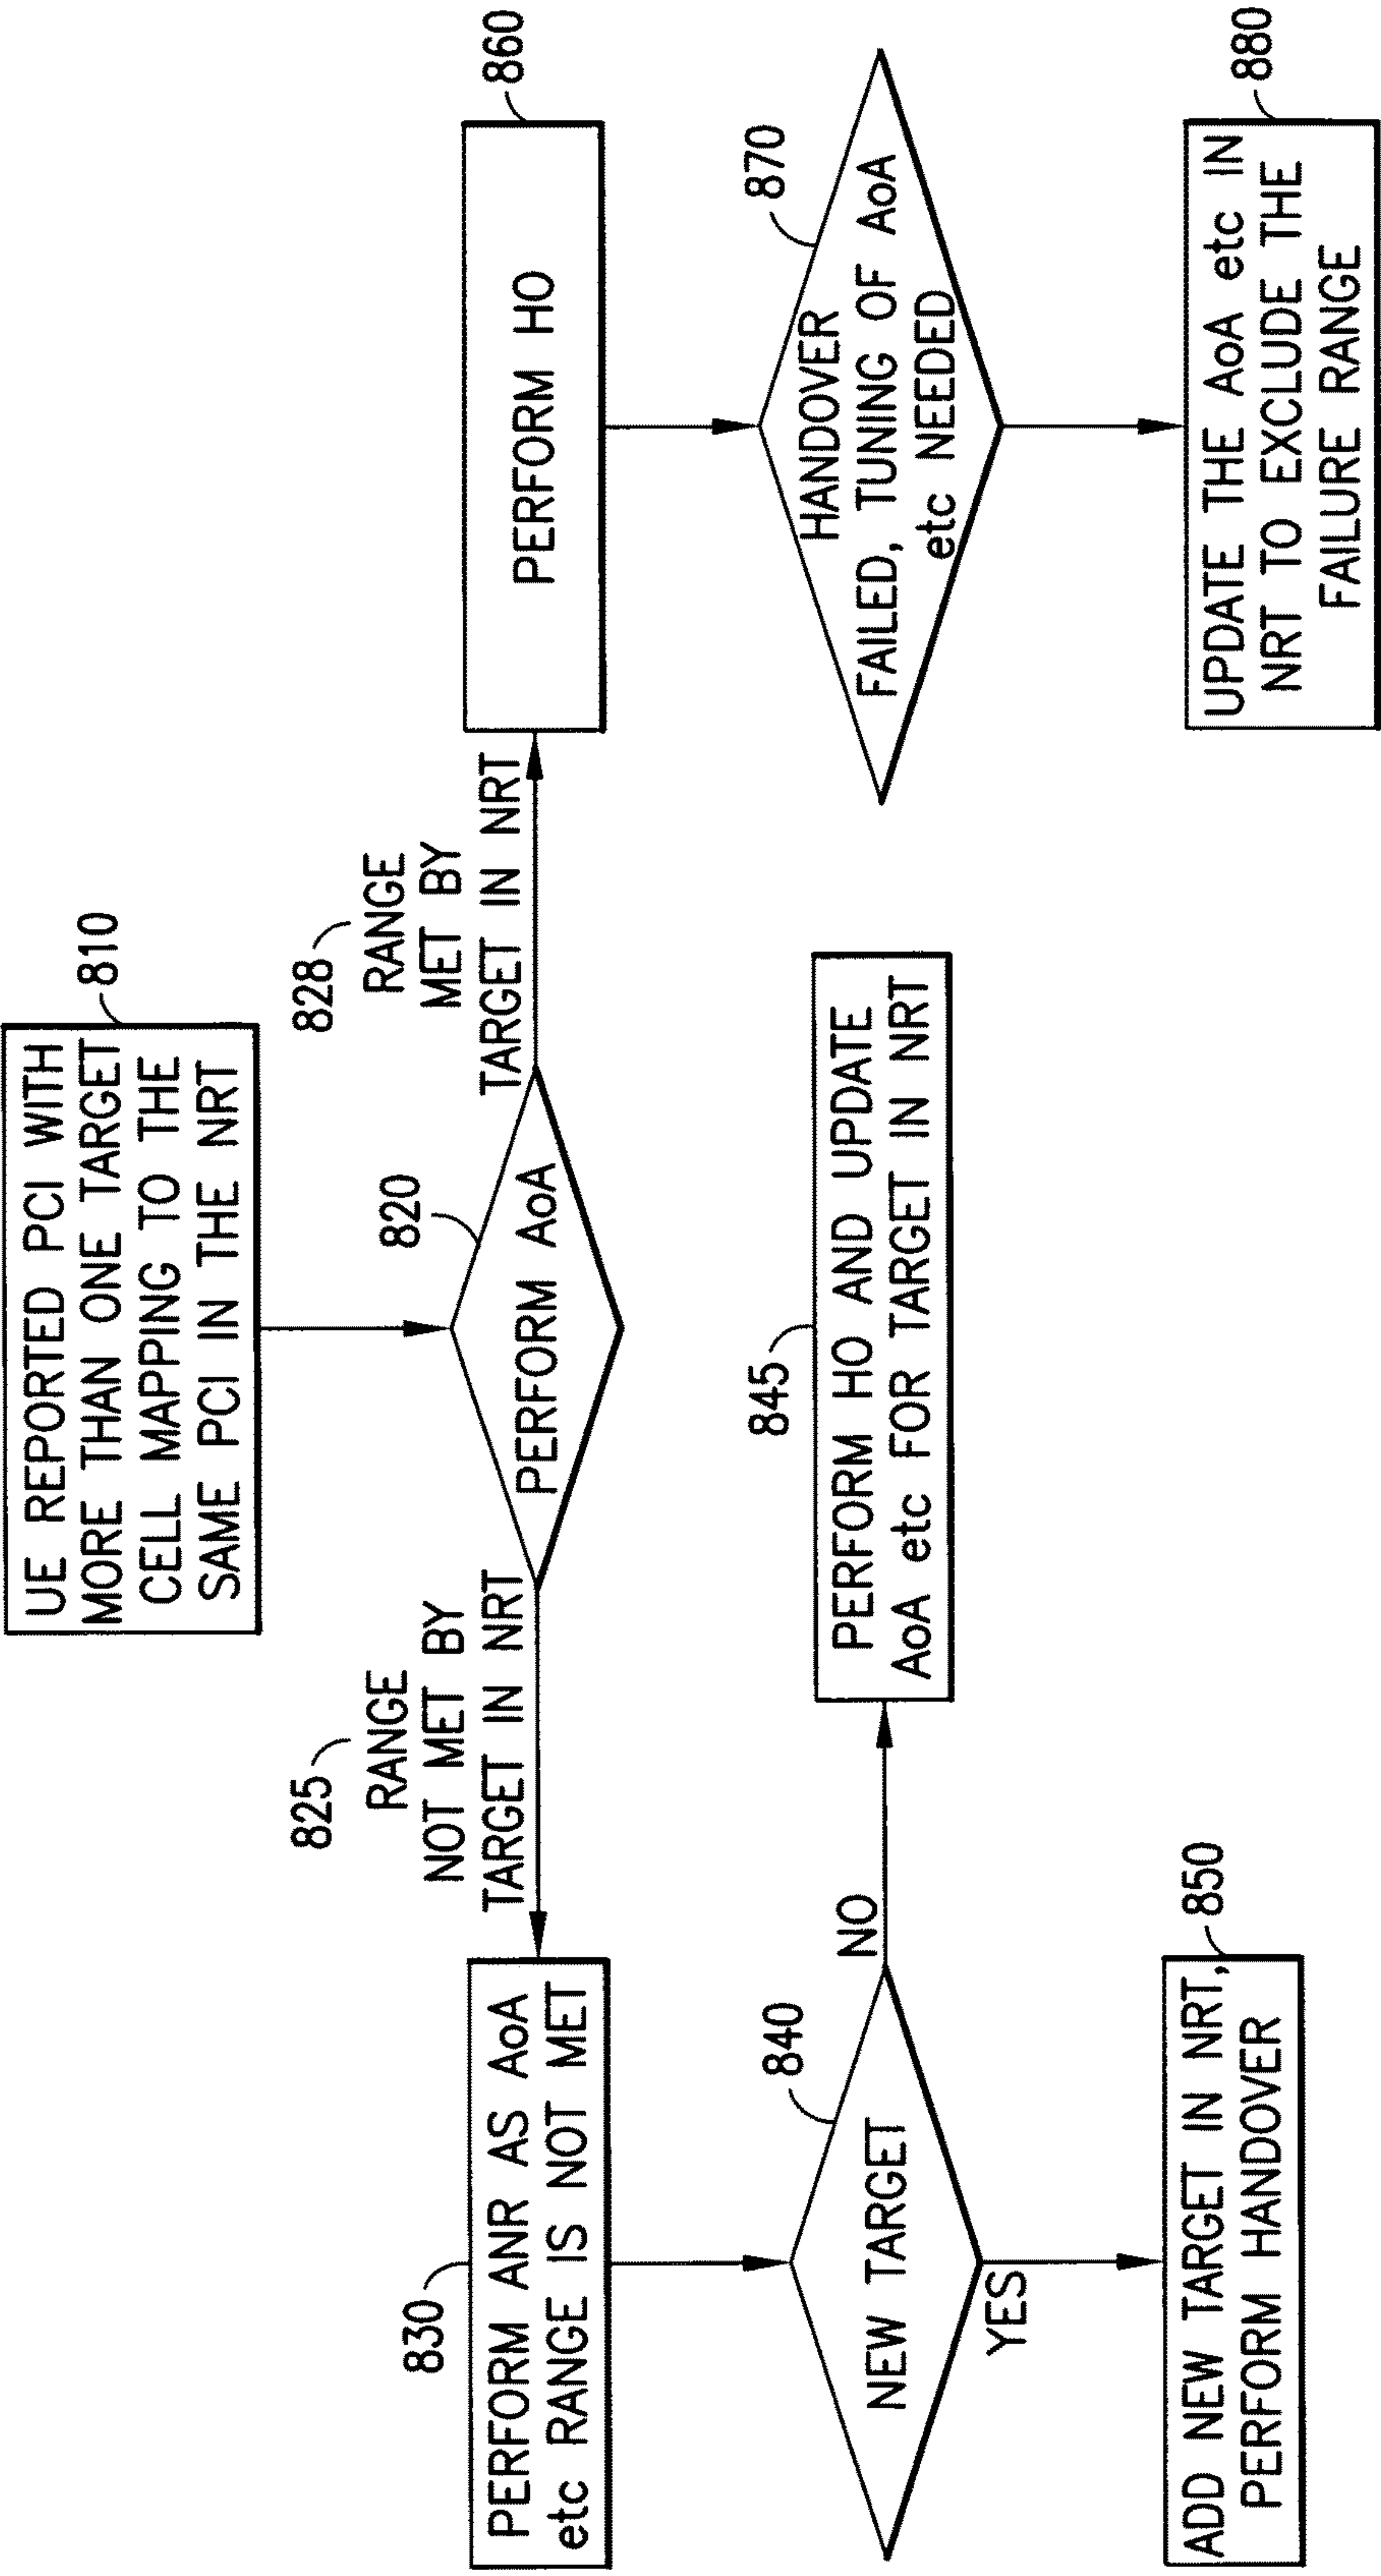 UE REPORTED PCI WITH
MORE THAN ONE TARGET
CELL MAPPING TO THE
SAME PCI IN THE NRT
810
820
PERFORM AoA
825
RANGE
NOT MET BY
TARGET IN NRT
828
RANGE
MET BY
TARGET IN NRT
830
PERFORM ANR AS AoA
etc RANGE IS NOT MET
840
NEW TARGET
NO
845
PERFORM HO AND UPDATE
AoA etc FOR TARGET IN NRT
YES
850
ADD NEW TARGET IN NRT,
PERFORM HANDOVER
860
PERFORM HO
870
HANDOVER
FAILED, TUNING OF AoA
etc NEEDED
880
UPDATE THE AoA etc IN
NRT TO EXCLUDE THE
FAILURE RANGE